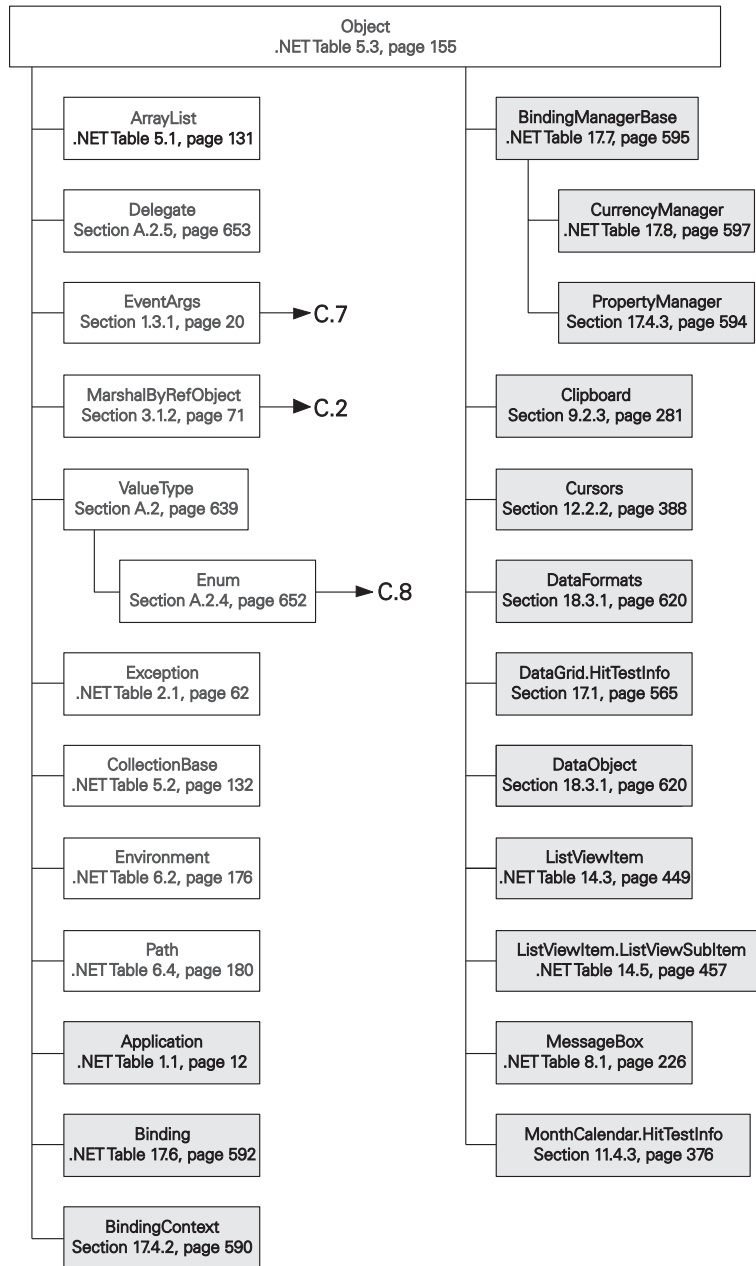 Object
.NET Table 5.3, page 155
ArrayList
.NET Table 5.1, page 131
Delegate
Section A.2.5, page 653
EventArgs
Section 1.3.1, page 20
C.7
MarshalByRefObject
Section 3.1.2, page 71
C.2
ValueType
Section A.2, page 639
Enum
Section A.2.4, page 652
C.8
Exception
.NET Table 2.1, page 62
CollectionBase
.NET Table 5.2, page 132
Environment
.NET Table 6.2, page 176
Path
.NET Table 6.4, page 180
Application
.NET Table 1.1, page 12
Binding
.NET Table 17.6, page 592
BindingContext
Section 17.4.2, page 590
BindingManagerBase
.NET Table 17.7, page 595
CurrencyManager
.NET Table 17.8, page 597
PropertyManager
Section 17.4.3, page 594
Clipboard
Section 9.2.3, page 281
Cursors
Section 12.2.2, page 388
DataFormats
Section 18.3.1, page 620
DataGrid.HitTestInfo
Section 17.1, page 565
DataObject
Section 18.3.1, page 620
ListViewItem
.NET Table 14.3, page 449
ListViewItem.ListViewSubItem
.NET Table 14.5, page 457
MessageBox
.NET Table 8.1, page 226
MonthCalendar.HitTestInfo
Section 11.4.3, page 376